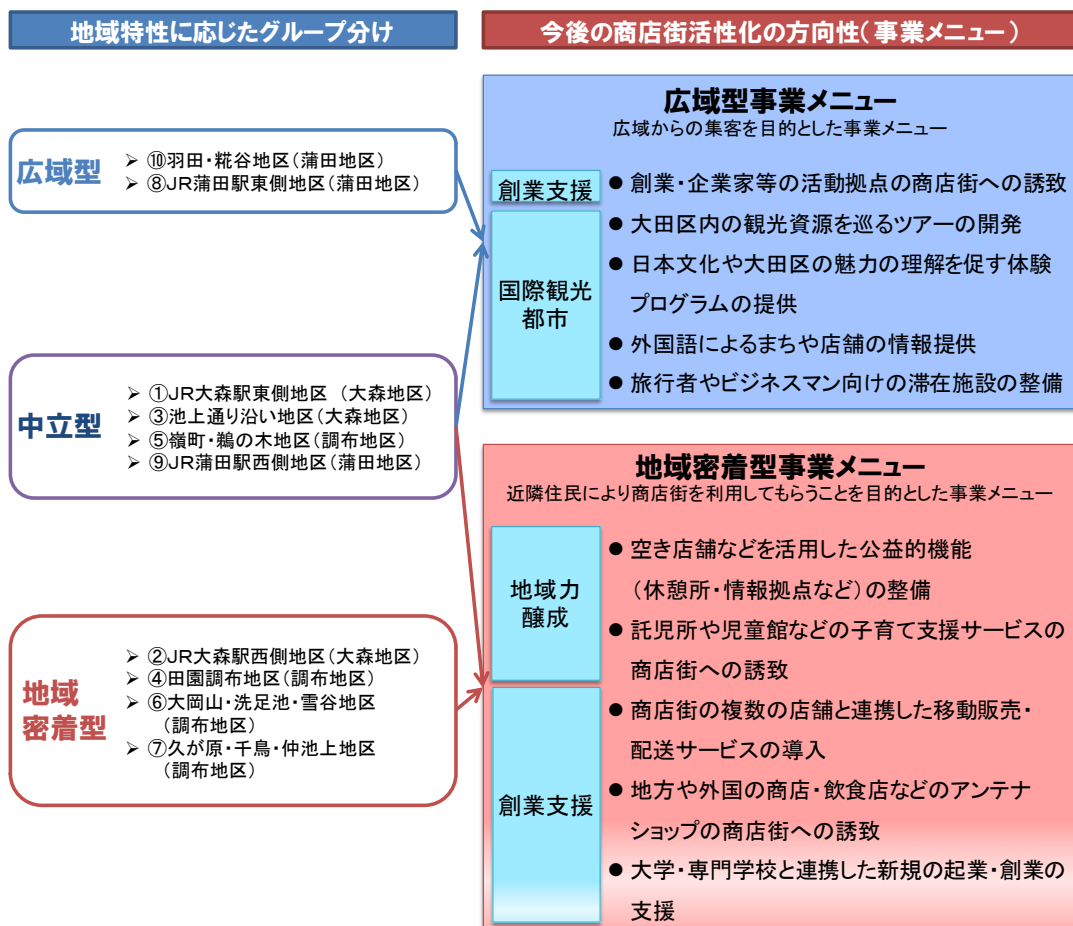 地域特性に応じたグループ分け
広域型
➢ ⑩羽田・糀谷地区(蒲田地区)
➢ ⑧JR蒲田駅東側地区(蒲田地区)
中立型
➢ ①JR大森駅東側地区 (大森地区)
➢ ③池上通り沿い地区(大森地区)
➢ ⑤嶺町・鵜の木地区(調布地区)
➢ ⑨JR蒲田駅西側地区(蒲田地区)
地域
密着型
➢ ②JR大森駅西側地区(大森地区)
➢ ④田園調布地区(調布地区)
➢ ⑥大岡山・洗足池・雪谷地区
(調布地区)
➢ ⑦久が原・千鳥・仲池上地区
(調布地区)
今後の商店街活性化の方向性(事業メニュー)
広域型事業メニュー
広域からの集客を目的とした事業メニュー
創業支援
● 創業・企業家等の活動拠点の商店街への誘致
国際観光
都市
● 大田区内の観光資源を巡るツアーの開発
● 日本文化や大田区の魅力の理解を促す体験
プログラムの提供
● 外国語によるまちや店舗の情報提供
● 旅行者やビジネスマン向けの滞在施設の整備
地域密着型事業メニュー
近隣住民により商店街を利用してもらうことを目的とした事業メニュー
地域力
醸成
● 空き店舗などを活用した公益的機能
(休憩所・情報拠点など)の整備
● 託児所や児童館などの子育て支援サービスの
商店街への誘致
創業支援
● 商店街の複数の店舗と連携した移動販売・
配送サービスの導入
● 地方や外国の商店・飲食店などのアンテナ
ショップの商店街への誘致
● 大学・専門学校と連携した新規の起業・創業の
支援